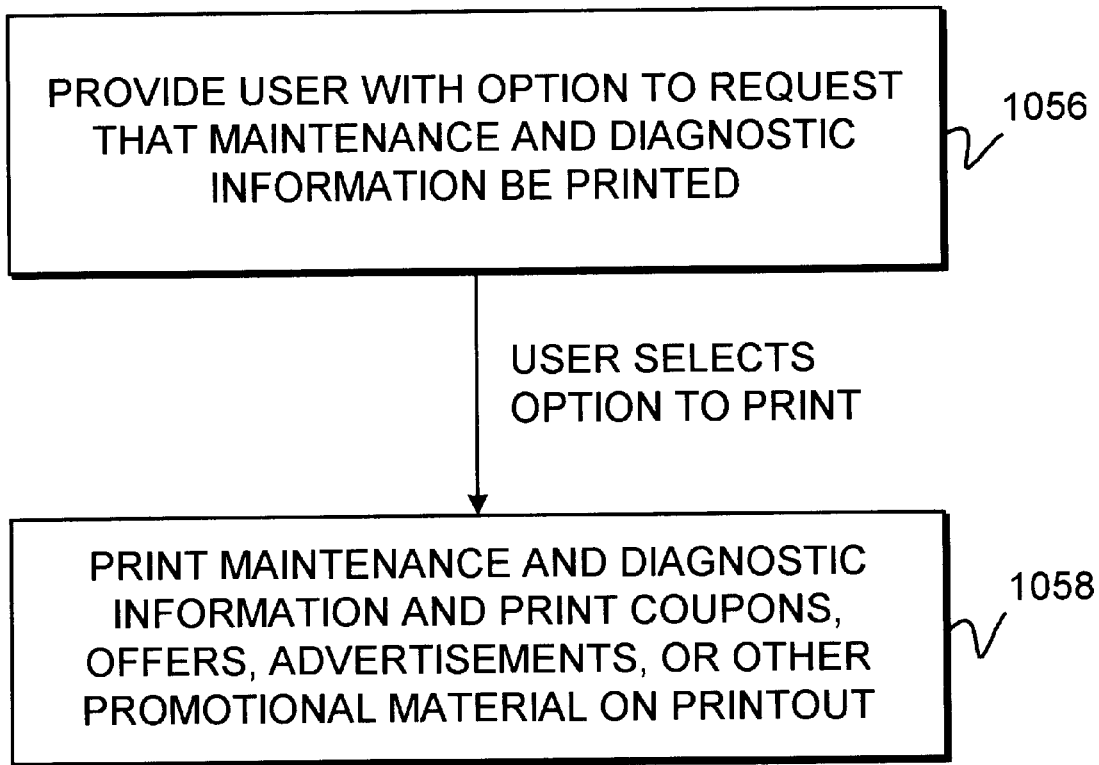 PROVIDE USER WITH OPTION TO REQUEST
THAT MAINTENANCE AND DIAGNOSTIC
INFORMATION BE PRINTED
1056
USER SELECTS
OPTION TO PRINT
PRINT MAINTENANCE AND DIAGNOSTIC
INFORMATION AND PRINT COUPONS,
OFFERS, ADVERTISEMENTS, OR OTHER
PROMOTIONAL MATERIAL ON PRINTOUT
1058